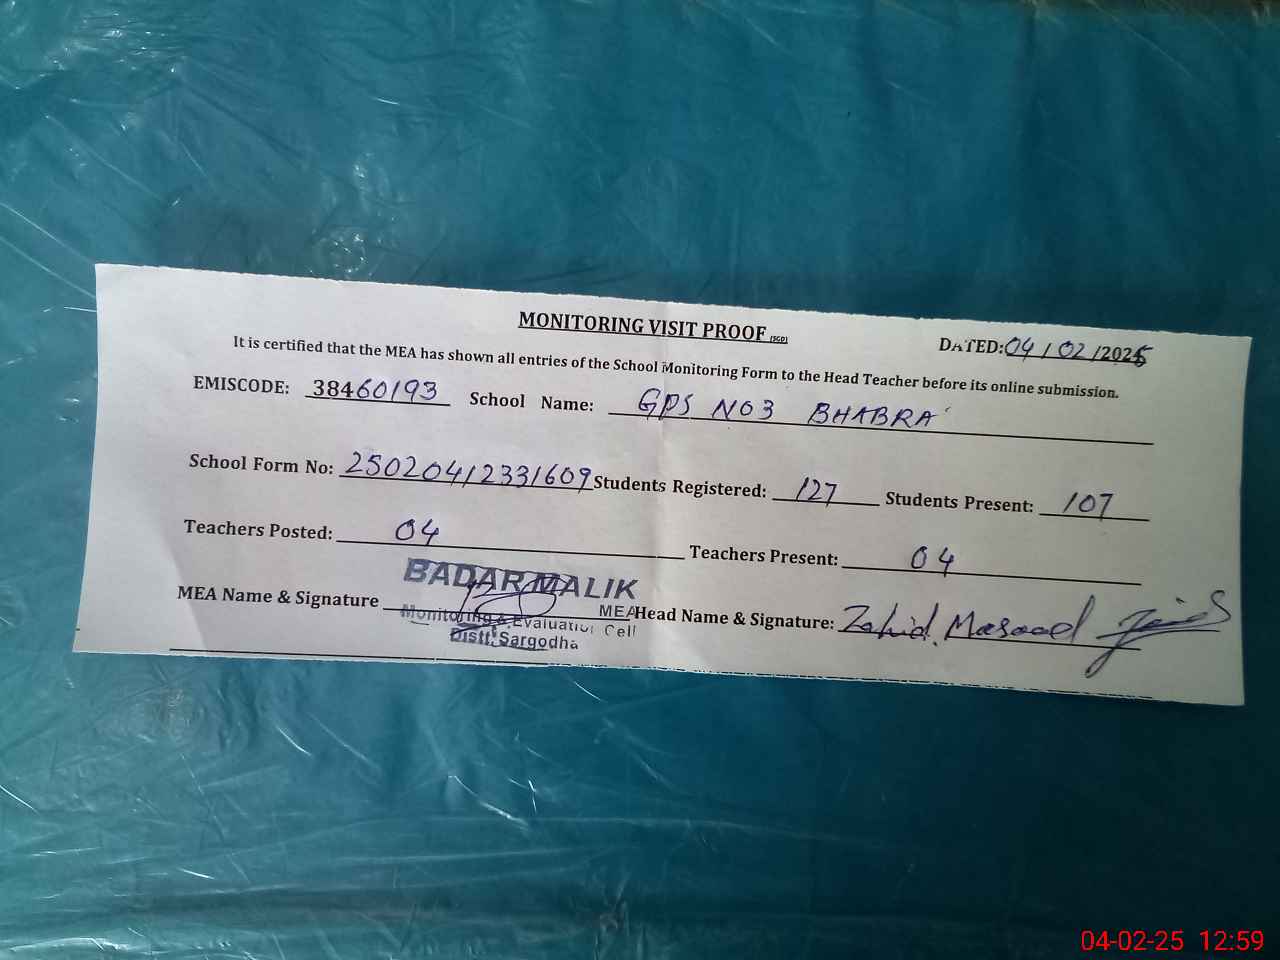 MONITORING VISIT PROOF (SGD)
DATED: 04/02/2025
It is certified that the MEA has shown all entries of the School Monitoring Form to the Head Teacher before its online submission.
EMISCODE: 38460193 School Name: GPS NO3 BHABRA
School Form No: 25020412331609 Students Registered: 127 Students Present: 107
Teachers Posted: 04 Teachers Present: 04
BADAR MALIK
MEA Name & Signature MEA Head Name & Signature: Zahid Masood
Monitoring & Evaluation Cell
Distt. Sargodha
04-02-25 12:59